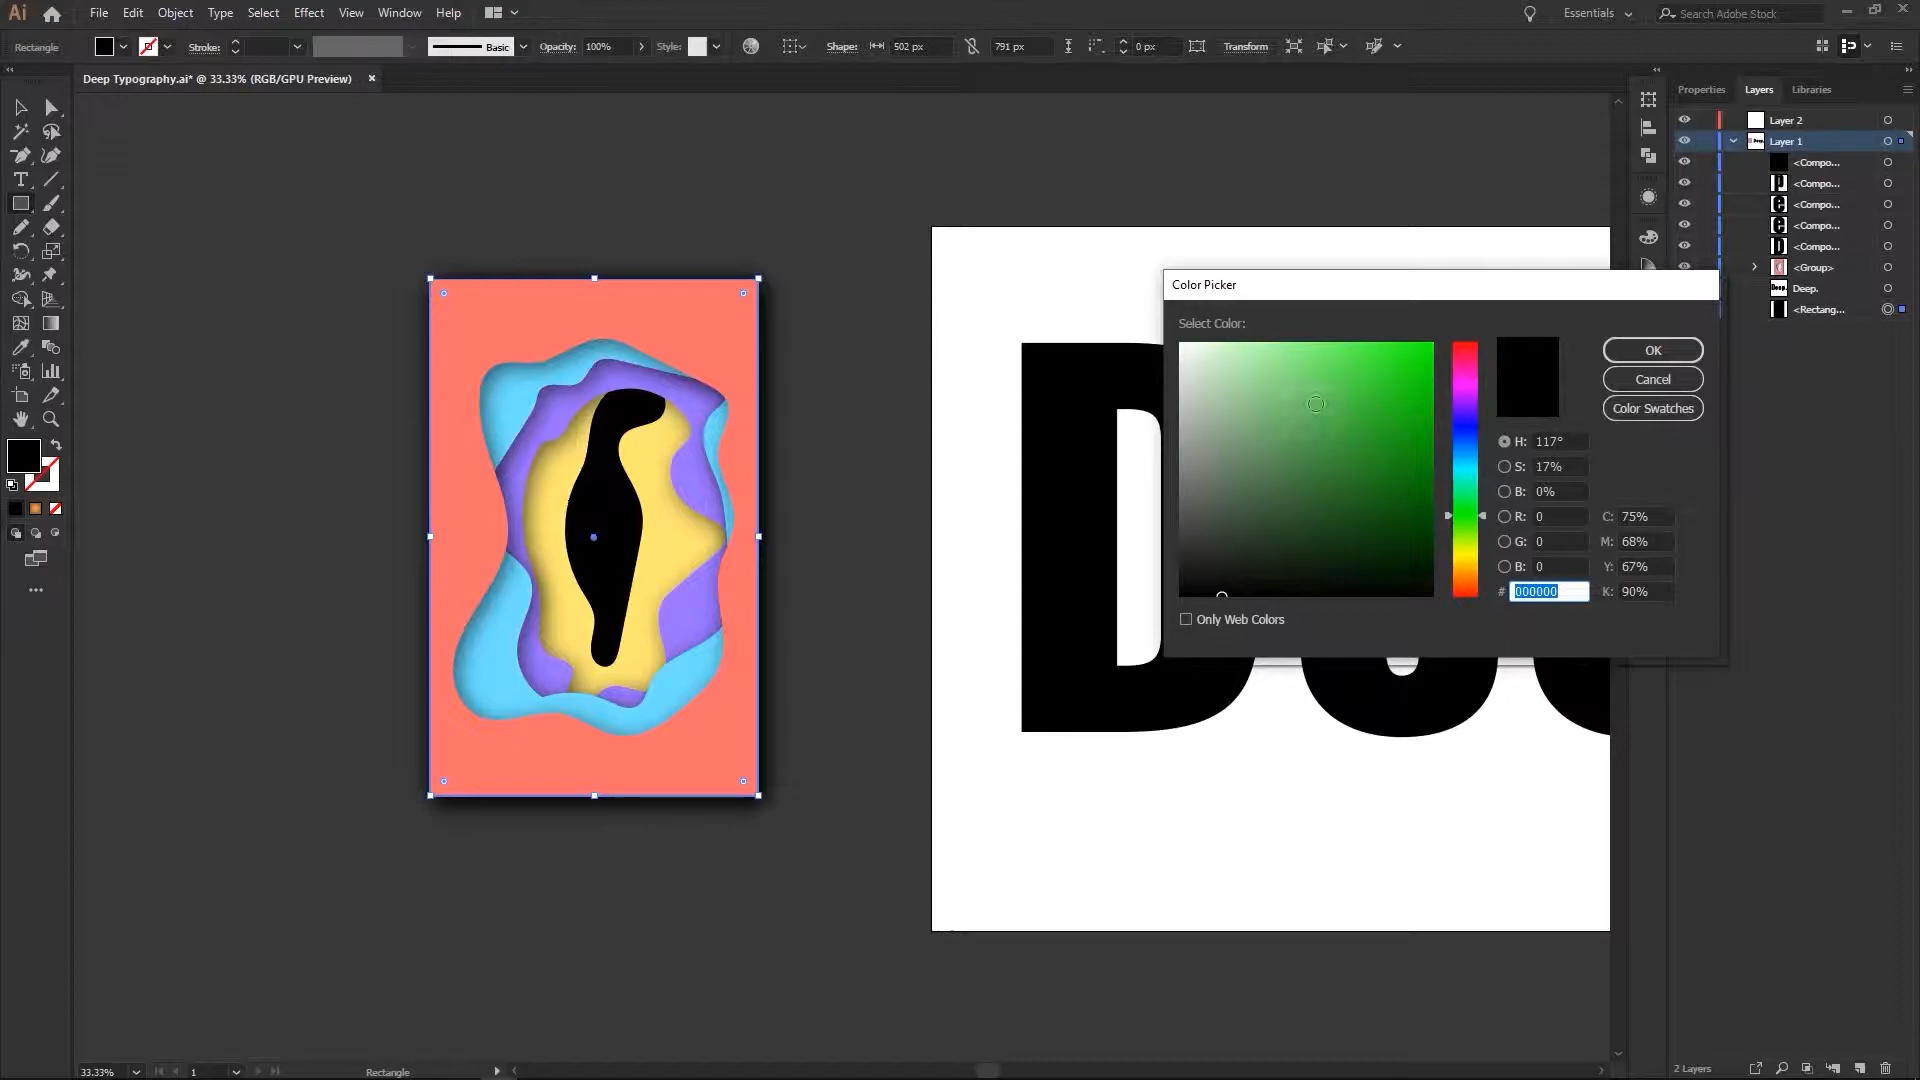 Ai File Edit Object Type Select Effect View Window Help Essentials Search Adobe Stock
Rectangle Stroke: Basic Opacity: 100% Style: Shape: 502 px 791 px 0 px Transform
Deep Typography.ai* @ 33.33% (RGB/GPU Preview) ×
Properties Layers Libraries
Layer 2
Layer 1
<Compo...
<Compo...
<Compo...
<Compo...
<Compo...
<Group>
Deep.
<Rectang...
Color Picker
Select Color:
OK
Cancel
Color Swatches
H: 117°
S: 17%
B: 0%
R: 0 C: 75%
G: 0 M: 68%
B: 0 Y: 67%
# 000000 K: 90%
Only Web Colors
33.33% 1 Rectangle 2 Layers